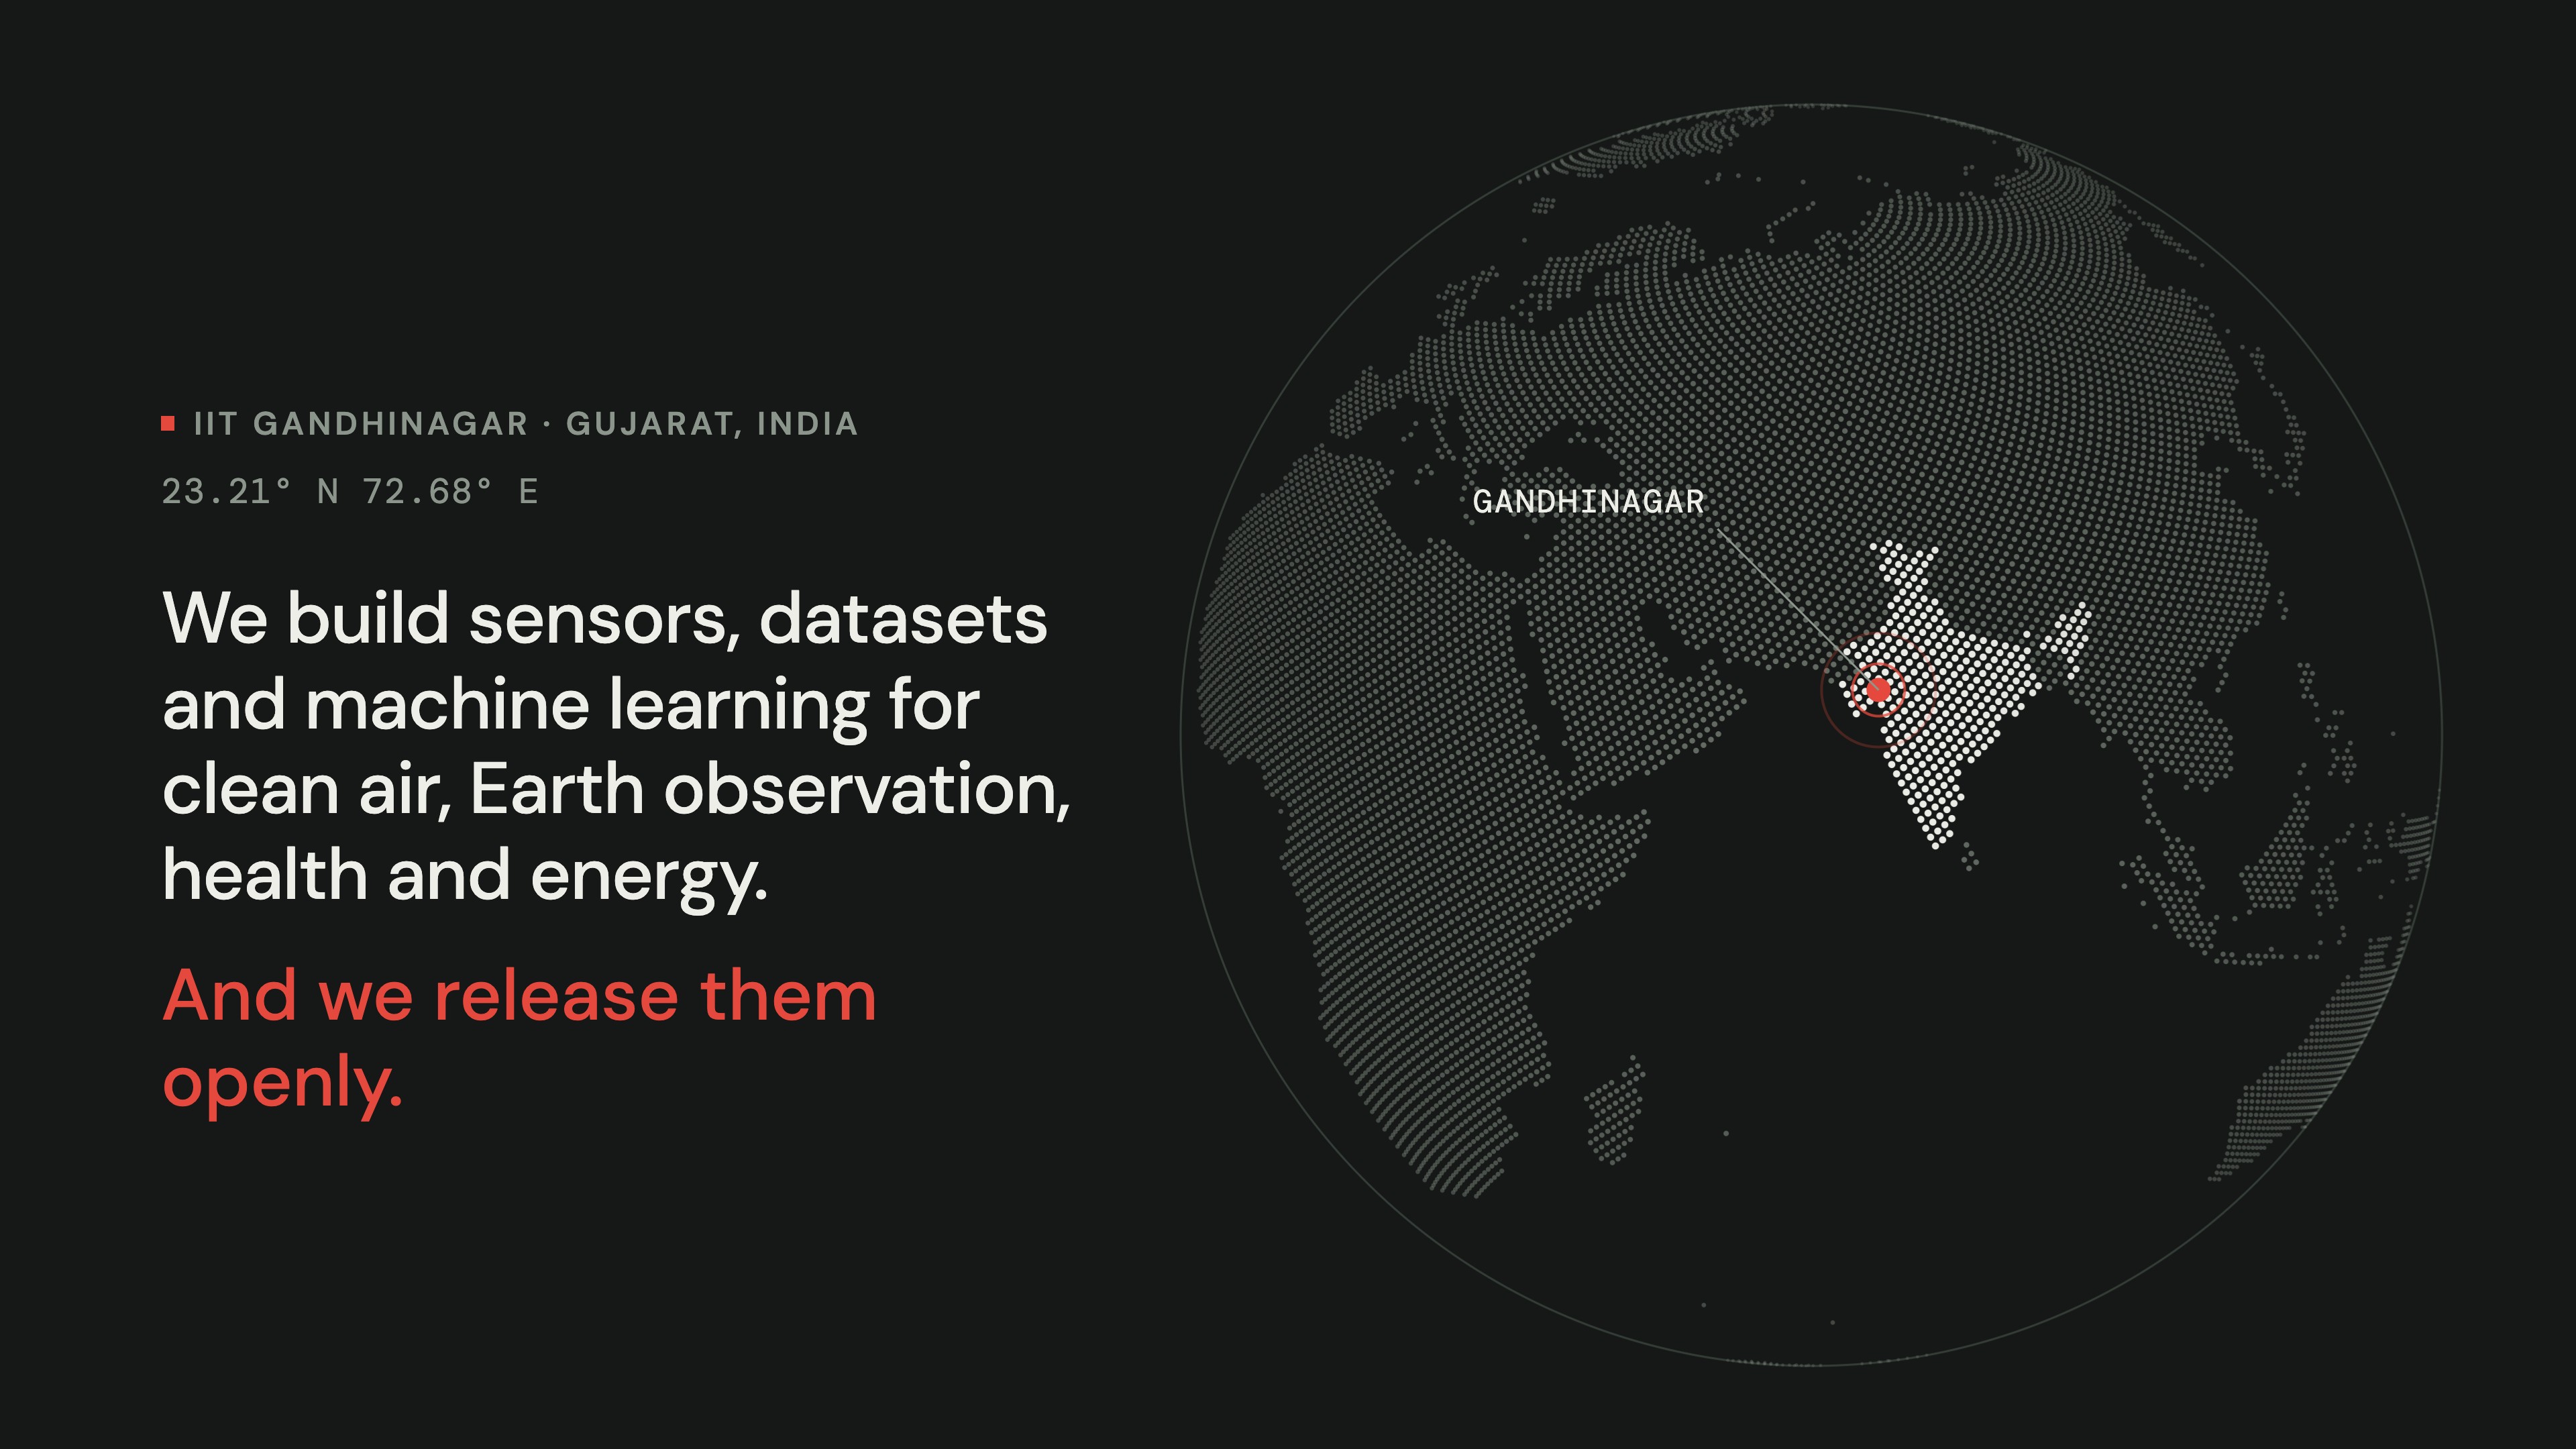 IIT GANDHINAGAR · GUJARAT, INDIA
23.21° N 72.68° E
We build sensors, datasets
and machine learning for
clean air, Earth observation,
health and energy.
And we release them
openly.
GANDHINAGAR